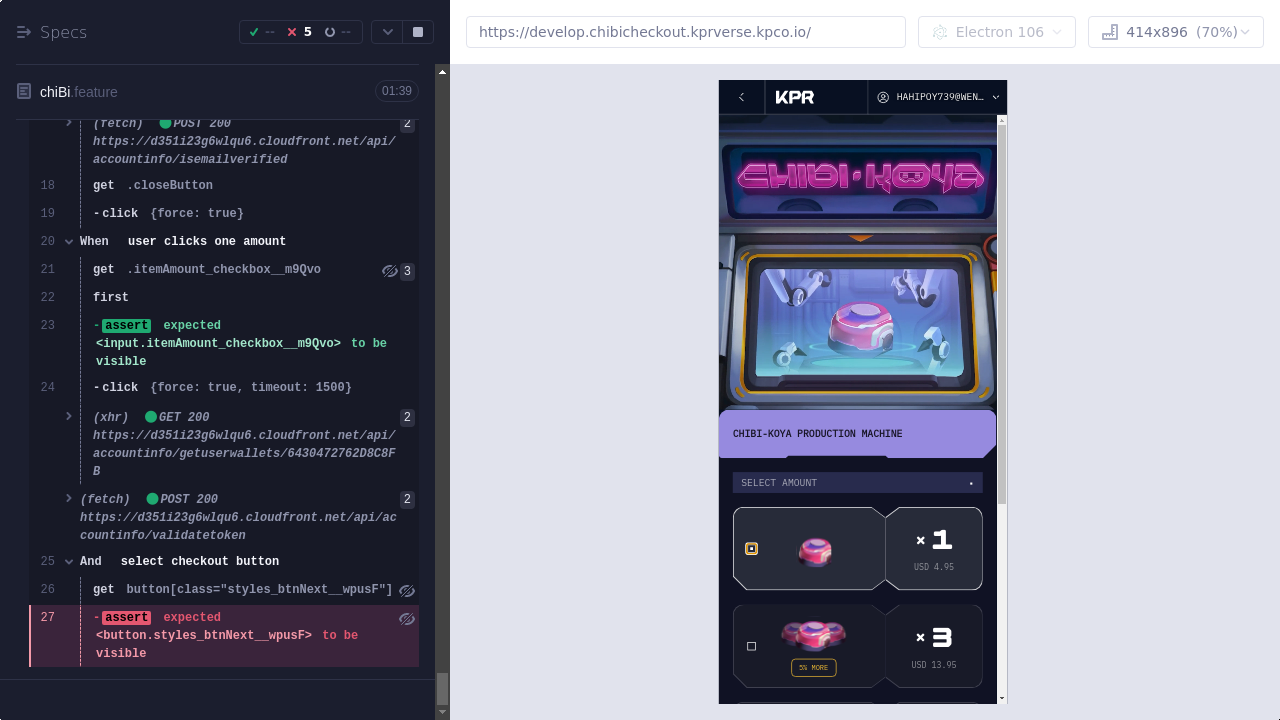 Specs
-- 5 --
https://develop.chibicheckout.kprverse.kpco.io/
Electron 106
414x896 (70%)
chiBi.feature
01:39
(fetch) POST 200 2
https://d351i23g6wlqu6.cloudfront.net/api/
accountinfo/isemailverified
18 get .closeButton
19 -click {force: true}
20 When user clicks one amount
21 get .itemAmount_checkbox__m9Qvo 3
22 first
23 -assert expected
<input.itemAmount_checkbox__m9Qvo> to be
visible
24 -click {force: true, timeout: 1500}
(xhr) GET 200 2
https://d351i23g6wlqu6.cloudfront.net/api/
accountinfo/getuserwallets/6430472762D8C8F
B
(fetch) POST 200 2
https://d351i23g6wlqu6.cloudfront.net/api/ac
countinfo/validatetoken
25 And select checkout button
26 get button[class="styles_btnNext__wpusF"]
27 -assert expected
<button.styles_btnNext__wpusF> to be
visible
KPR
HAHIPOY739@WEN…
CHIBI·KOYA
CHIBI-KOYA PRODUCTION MACHINE
SELECT AMOUNT
×1
USD 4.95
×3
USD 13.95
5% MORE